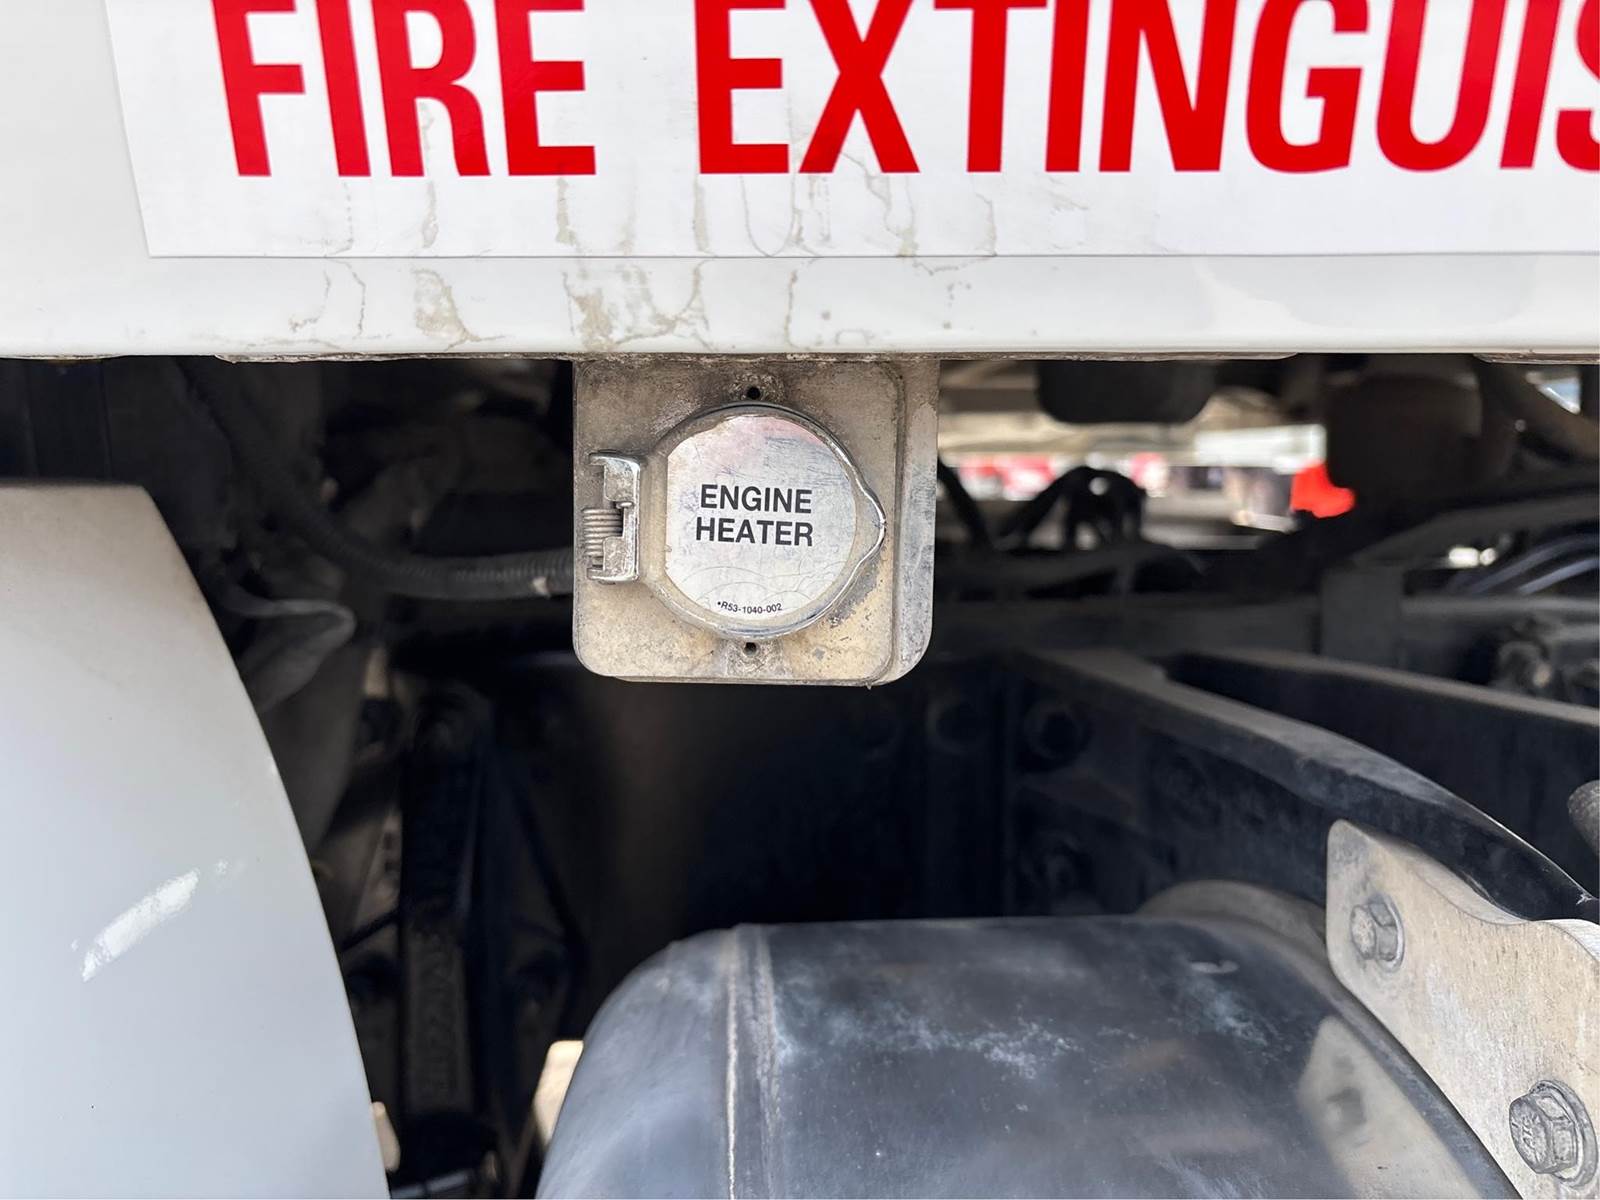 FIRE EXTINGUIS
ENGINE
HEATER
*R53-1040-002